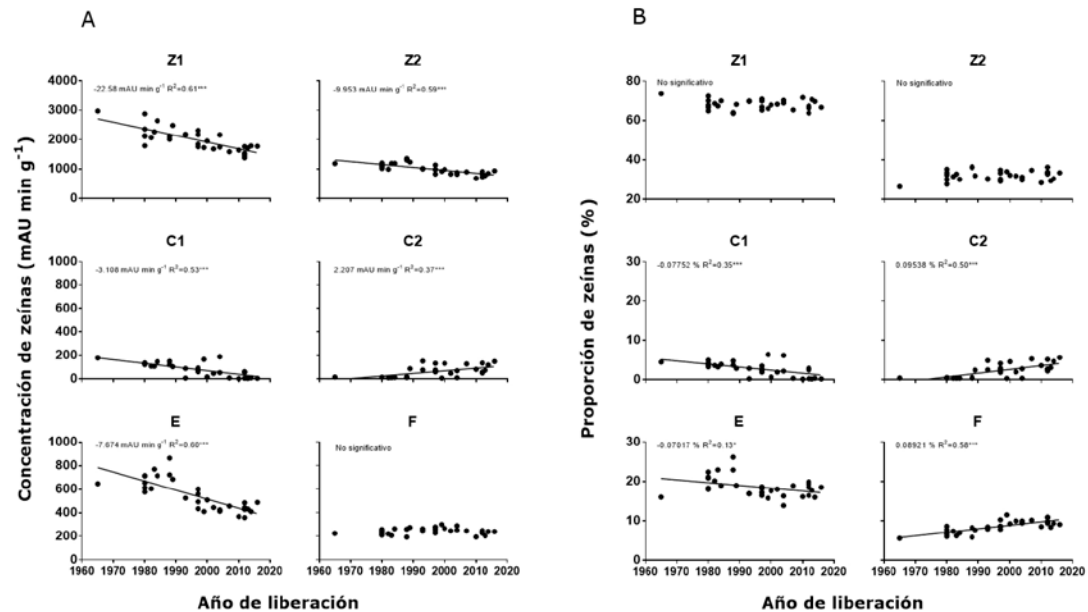 A
B
Z1
Z2
Z1
Z2
Concentración de zeínas (mAU min g⁻¹)
Proporción de zeínas (%)
-22.58 mAU min g⁻¹ R²=0.61***
-9.953 mAU min g⁻¹ R²=0.59***
No significativo
No significativo
4000
3000
2000
1000
0
80
60
40
20
C1
C2
C1
C2
-3.108 mAU min g⁻¹ R²=0.53***
2.207 mAU min g⁻¹ R²=0.37***
-0.07752 % R²=0.35***
0.09538 % R²=0.50***
1000
800
600
400
200
0
30
20
10
0
E
F
E
F
-7.674 mAU min g⁻¹ R²=0.60***
No significativo
-0.07017 % R²=0.13*
0.08921 % R²=0.58***
1000
800
600
400
200
0
30
20
10
0
1960 1970 1980 1990 2000 2010 2020
1960 1970 1980 1990 2000 2010 2020
1960 1970 1980 1990 2000 2010 2020
1960 1970 1980 1990 2000 2010 2020
Año de liberación
Año de liberación